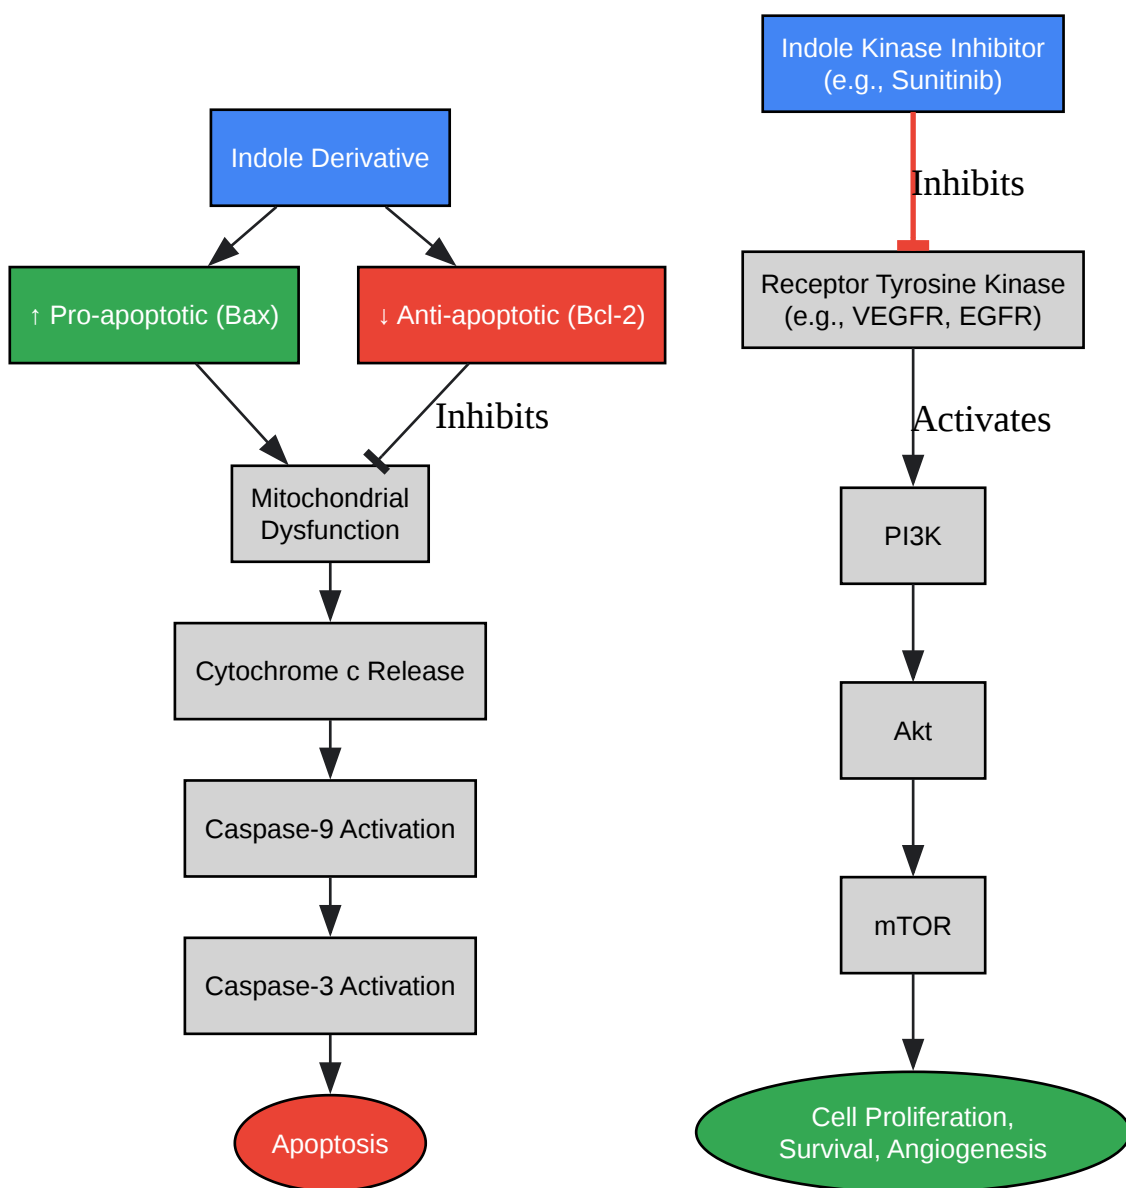 Indole Derivative
↑ Pro-apoptotic (Bax)
↓ Anti-apoptotic (Bcl-2)
Inhibits
Mitochondrial
Dysfunction
Cytochrome c Release
Caspase-9 Activation
Caspase-3 Activation
Apoptosis
Indole Kinase Inhibitor
(e.g., Sunitinib)
Inhibits
Receptor Tyrosine Kinase
(e.g., VEGFR, EGFR)
Activates
PI3K
Akt
mTOR
Cell Proliferation,
Survival, Angiogenesis